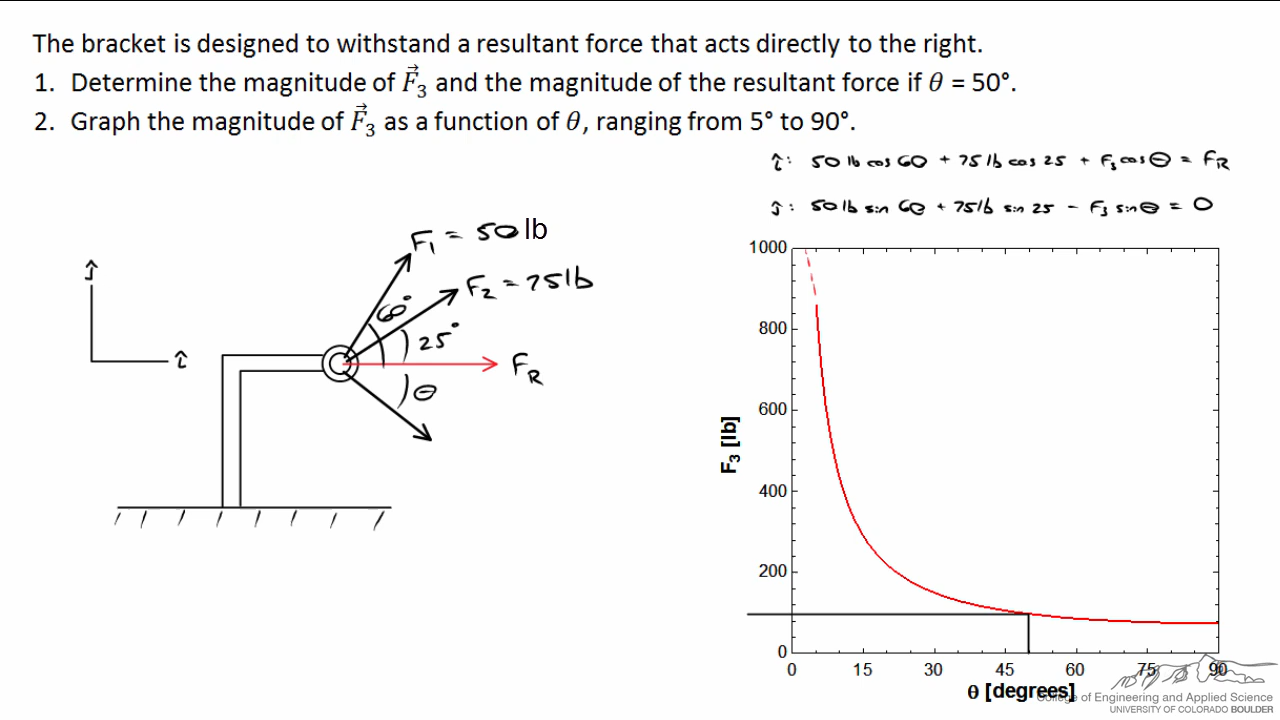 The bracket is designed to withstand a resultant force that acts directly to the right.
1. Determine the magnitude of F⃗₃ and the magnitude of the resultant force if θ = 50°.
2. Graph the magnitude of F⃗₃ as a function of θ, ranging from 5° to 90°.
î: 50 lb cos 60 + 75 lb cos 25 + F₃ cos θ = F_R
ĵ: 50 lb sin 60 + 75 lb sin 25 − F₃ sin θ = 0
F₁ = 50 lb
F₂ = 75 lb
ĵ
60°
25°
î
F_R
θ
1000
800
600
F₃ [lb]
400
200
0
0 15 30 45 60 75 90
θ [degrees]
College of Engineering and Applied Science
UNIVERSITY OF COLORADO BOULDER